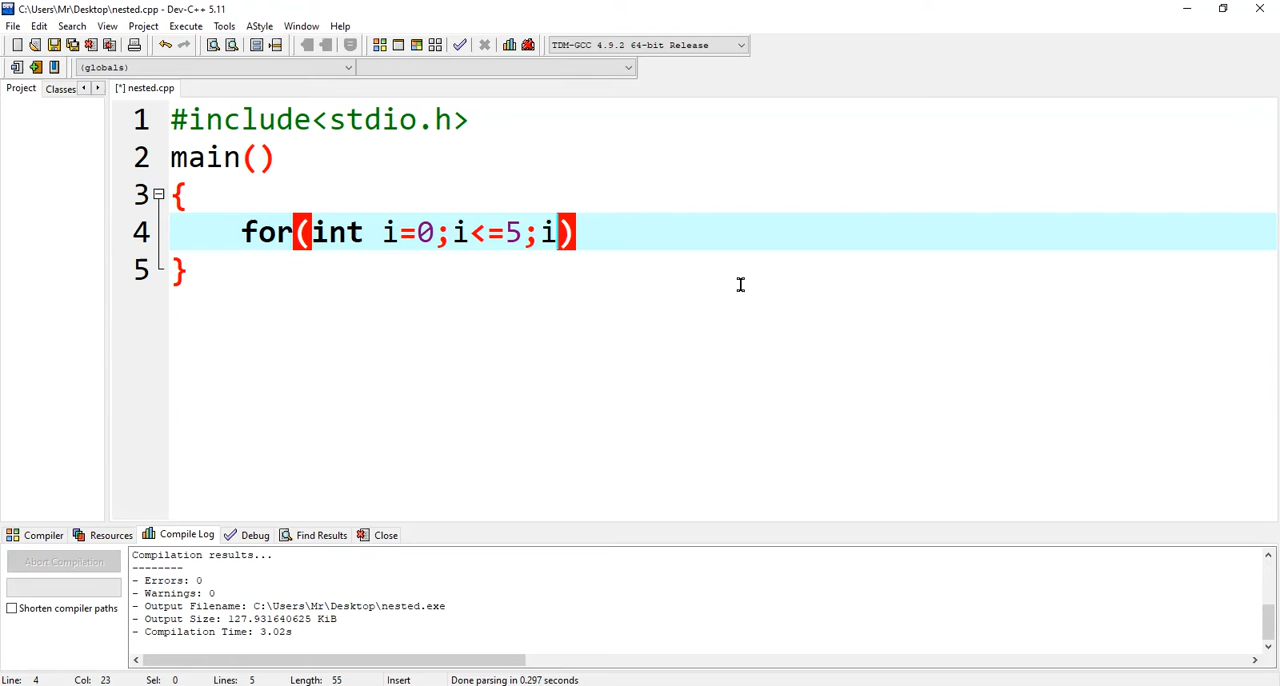 C:\Users\Mr\Desktop\nested.cpp - Dev-C++ 5.11
File Edit Search View Project Execute Tools AStyle Window Help
TDM-GCC 4.9.2 64-bit Release
(globals)
Project Classes [*] nested.cpp
1 #include<stdio.h>
2 main()
3 {
4 for(int i=0;i<=5;i)
5 }
Compiler Resources Compile Log Debug Find Results Close
Abort Compilation
Shorten compiler paths
Compilation results...
--------
- Errors: 0
- Warnings: 0
- Output Filename: C:\Users\Mr\Desktop\nested.exe
- Output Size: 127.931640625 KiB
- Compilation Time: 3.02s
Line: 4 Col: 23 Sel: 0 Lines: 5 Length: 55 Insert Done parsing in 0.297 seconds